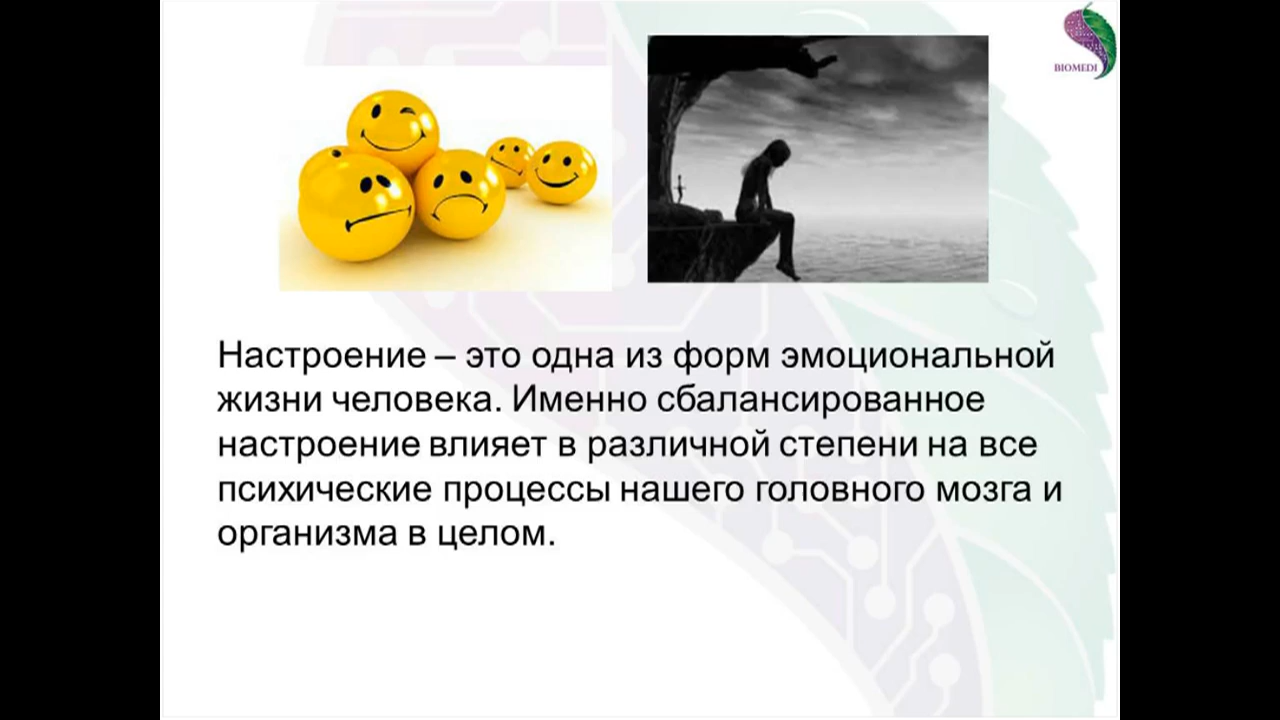 BIOMEDI
Настроение – это одна из форм эмоциональной
жизни человека. Именно сбалансированное
настроение влияет в различной степени на все
психические процессы нашего головного мозга и
организма в целом.